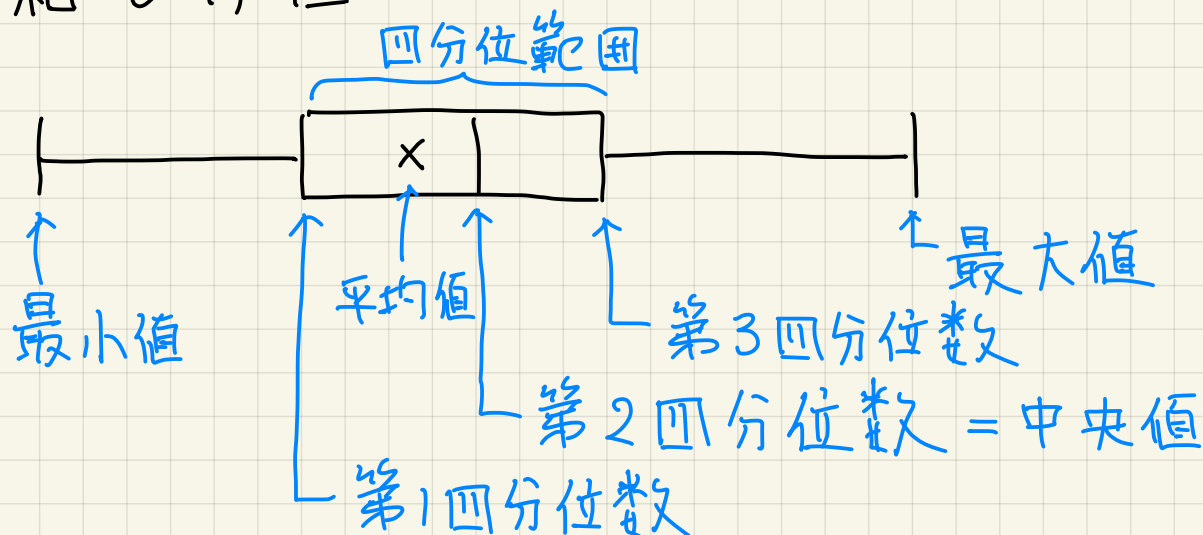 四分位範囲
×
最小値
平均値
最大値
第3四分位数
第2四分位数=中央値
第1四分位数